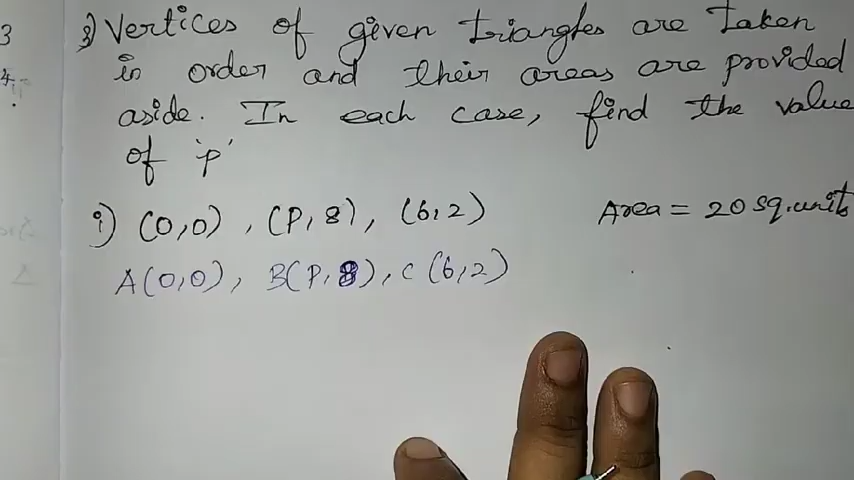 3) Vertices of given triangles are taken
in order and their areas are provided
aside. In each case, find the value
of 'p'
i) (0,0), (P,8), (6,2) Area = 20 sq.units
A(0,0), B(P,8), C(6,2)